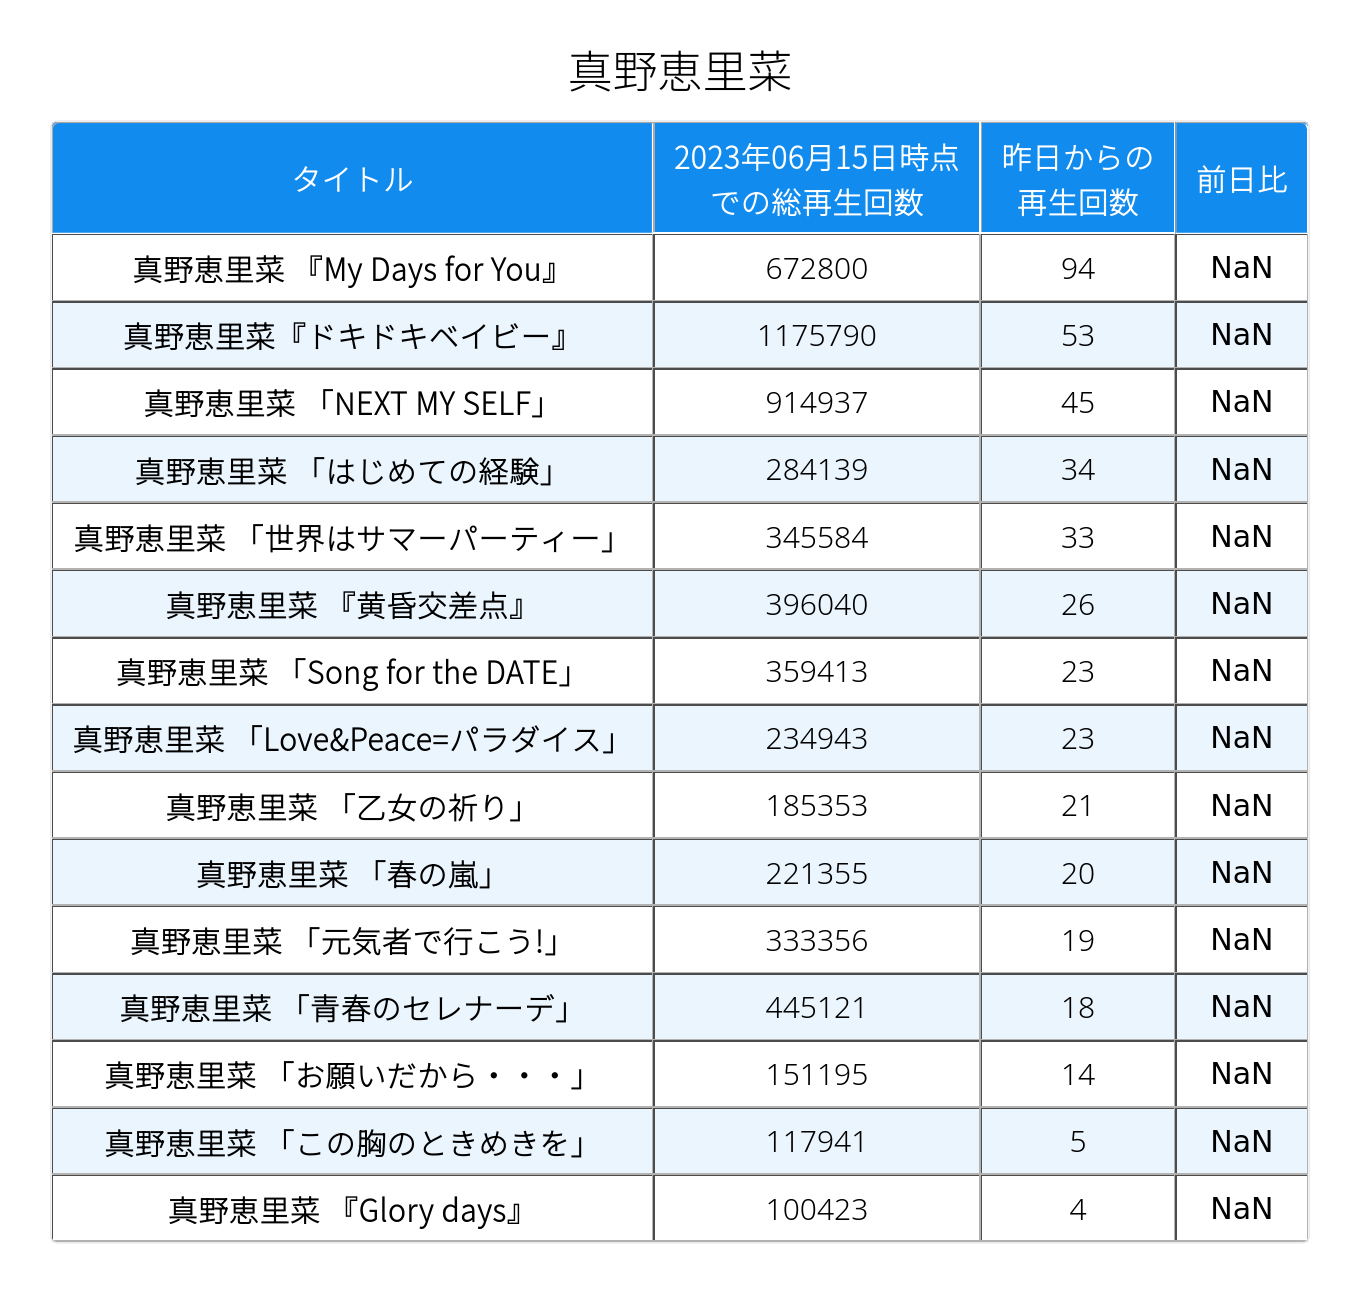 真野恵里菜
タイトル 2023年06月15日時点 昨日からの 前日比
での総再生回数 再生回数
真野恵里菜 『My Days for You』 672800 94 NaN
真野恵里菜『ドキドキベイビー』 1175790 53 NaN
真野恵里菜 「NEXT MY SELF」 914937 45 NaN
真野恵里菜 「はじめての経験」 284139 34 NaN
真野恵里菜 「世界はサマーパーティー」 345584 33 NaN
真野恵里菜 『黄昏交差点』 396040 26 NaN
真野恵里菜 「Song for the DATE」 359413 23 NaN
真野恵里菜 「Love&Peace=パラダイス」 234943 23 NaN
真野恵里菜 「乙女の祈り」 185353 21 NaN
真野恵里菜 「春の嵐」 221355 20 NaN
真野恵里菜 「元気者で行こう!」 333356 19 NaN
真野恵里菜 「青春のセレナーデ」 445121 18 NaN
真野恵里菜 「お願いだから・・・」 151195 14 NaN
真野恵里菜 「この胸のときめきを」 117941 5 NaN
真野恵里菜 『Glory days』 100423 4 NaN